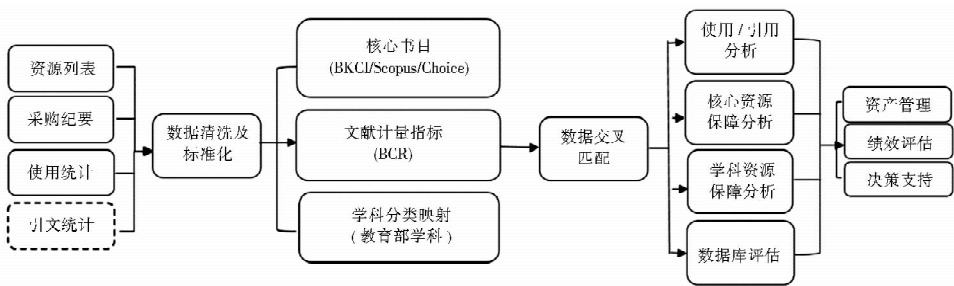 资源列表
采购纪要
使用统计
引文统计
数据清洗及
标准化
核心书目
(BKCI/Scopus/Choice)
文献计量指标
(BCR)
学科分类映射
(教育部学科)
数据交叉
匹配
使用/引用
分析
核心资源
保障分析
学科资源
保障分析
数据库评估
资产管理
绩效评估
决策支持